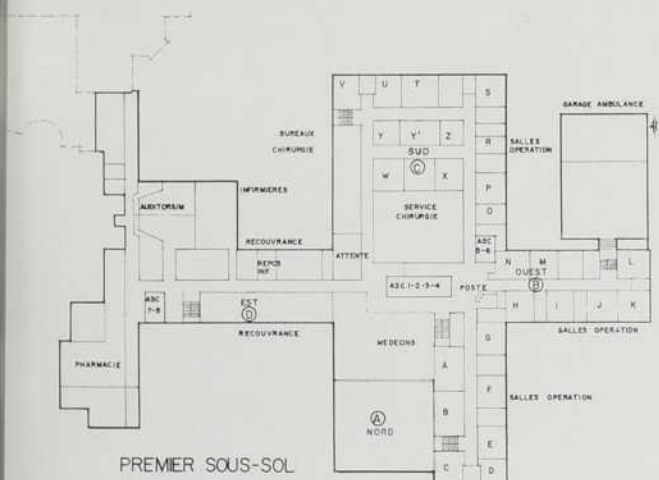 V U T
S
GARAGE AMBULANCE
BUREAUX
CHIRURGIE
Y Y' Z
SUD
C
R
SALLES
OPERATION
W X
P
INFIRMIERES
AUDITORIUM
SERVICE
CHIRURGIE
O
RECOUVRANCE
ATTENTE
ASC
5-6
N M
OUEST
B
L
REPOS
INF
ASC 1-2-3-4
POSTE
ASC
7-8
EST
D
H I J K
SALLES OPERATION
RECOUVRANCE
MEDECINS
G
PHARMACIE
A
F
SALLES OPERATION
B
A
NORD
E
C
D
PREMIER SOUS-SOL